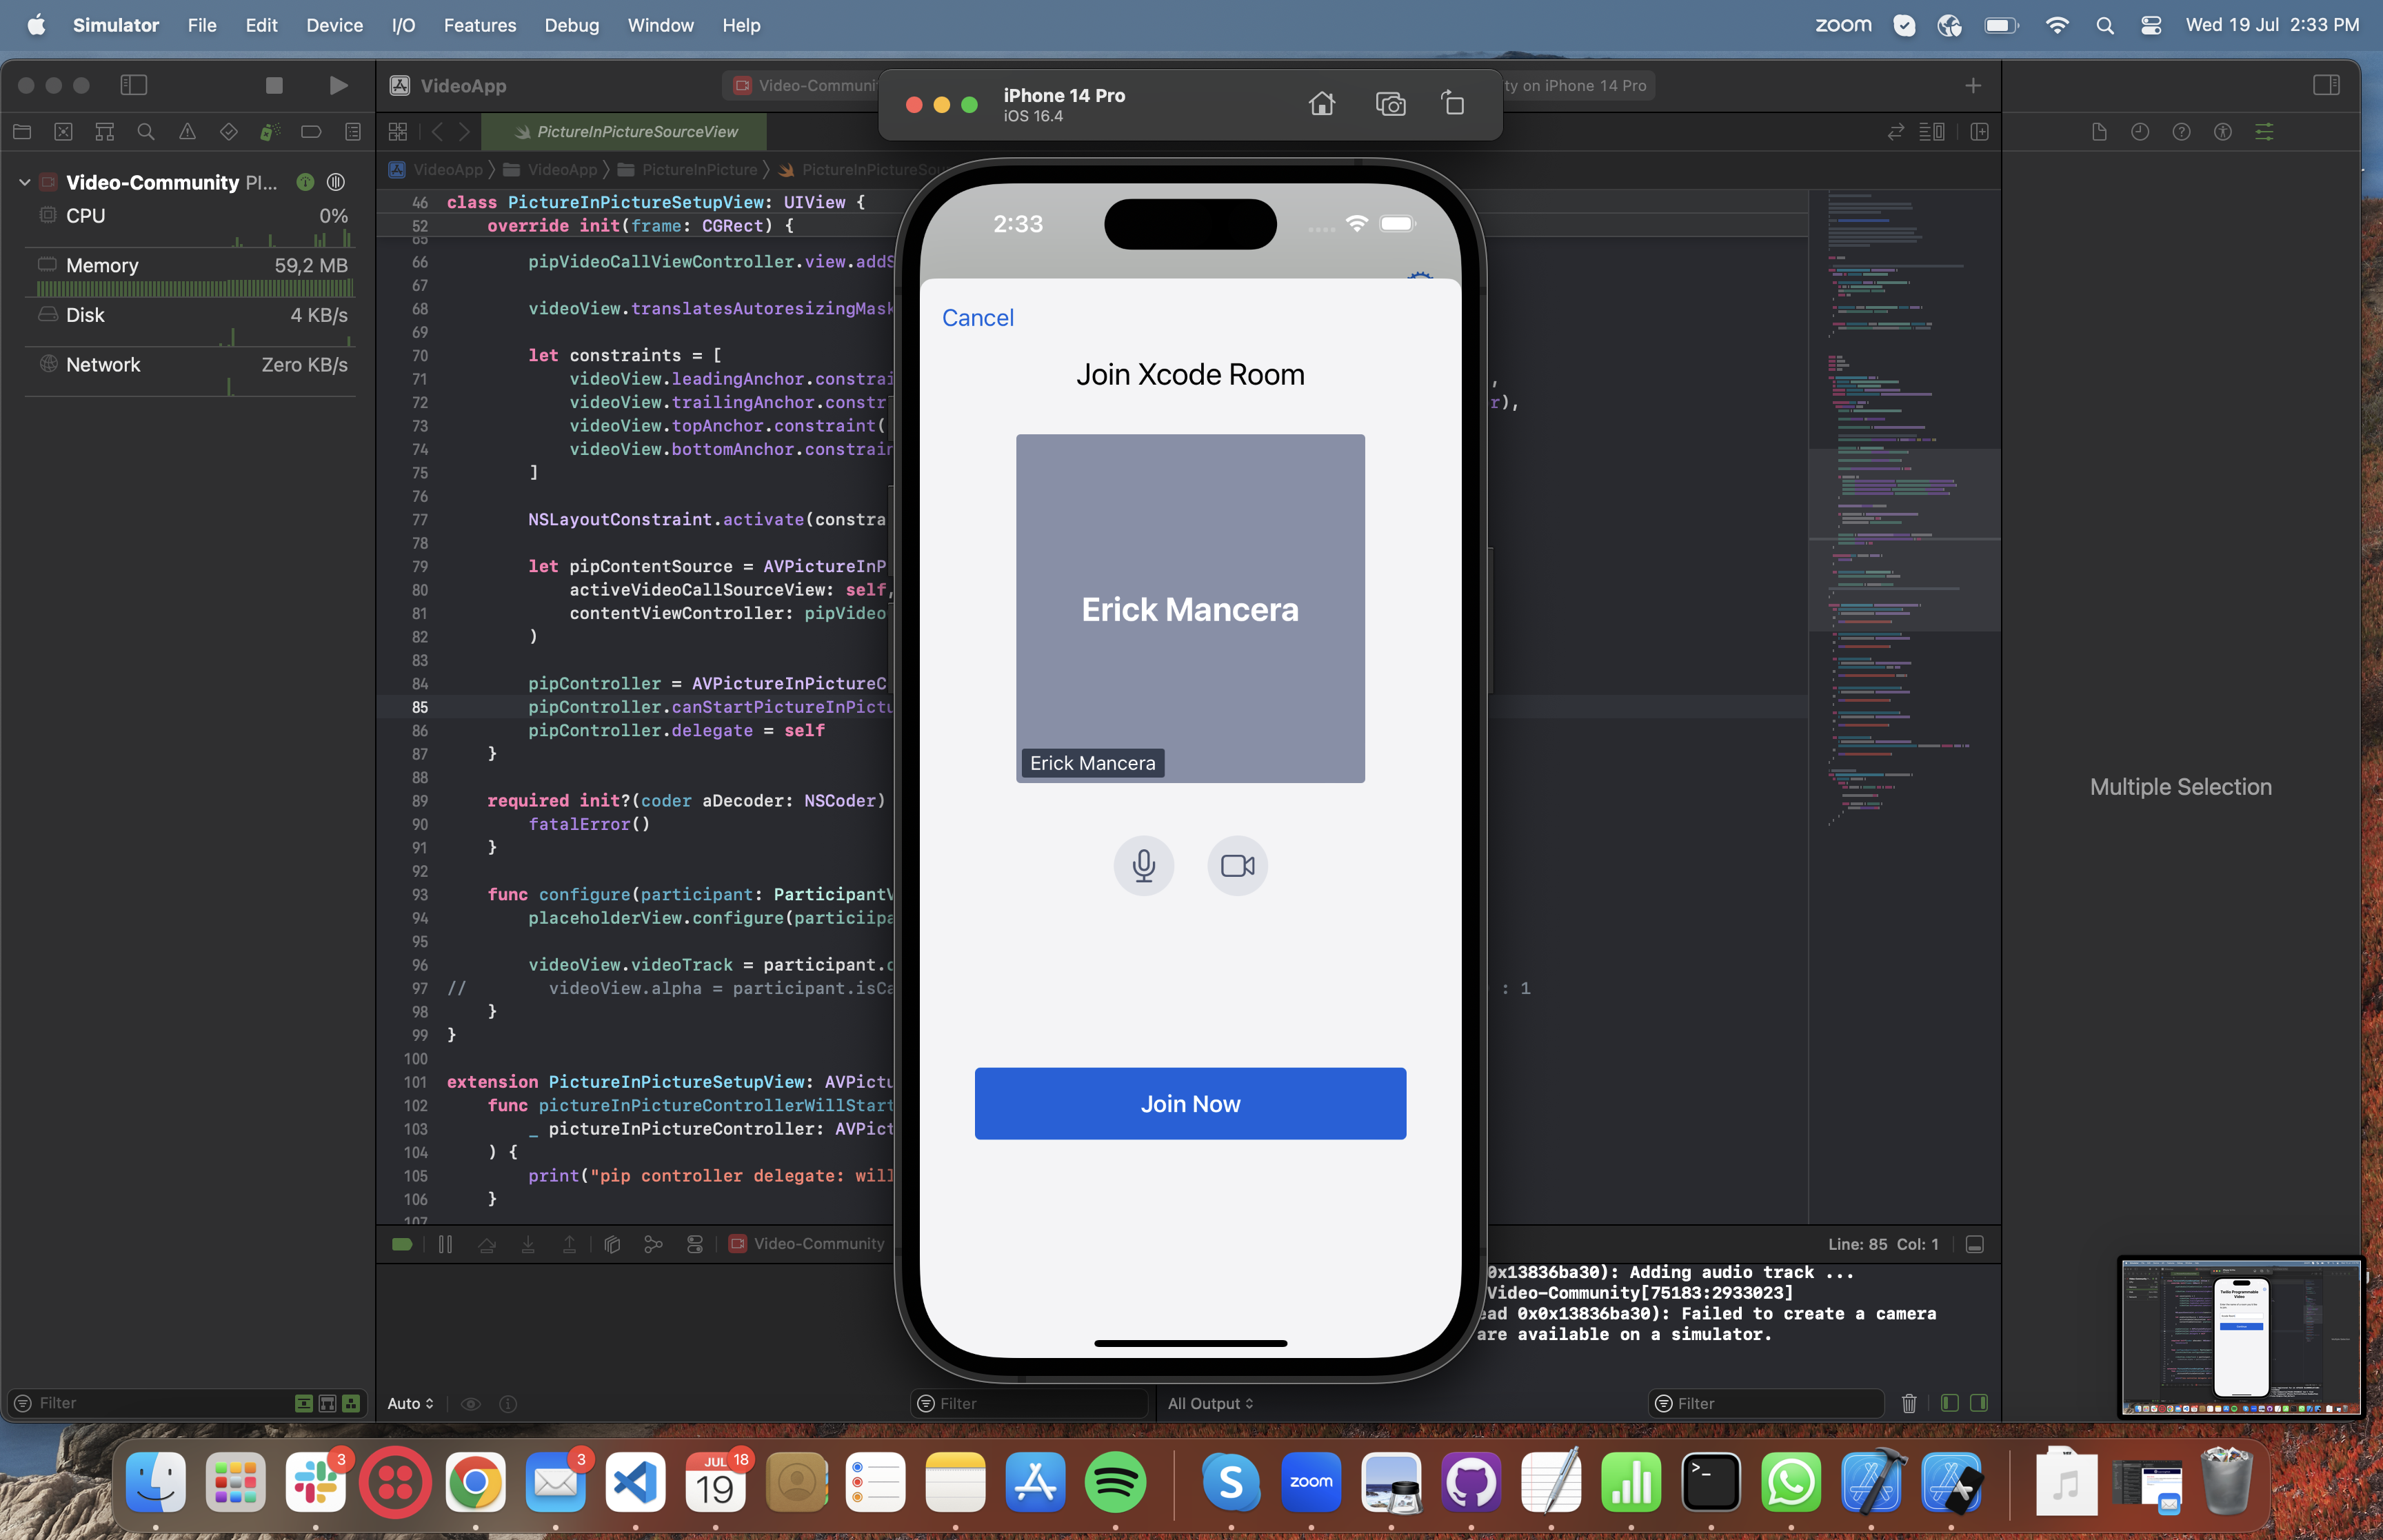 Simulator File Edit Device I/O Features Debug Window Help
zoom Wed 19 Jul 2:33 PM
VideoApp
Video-Communi
ty on iPhone 14 Pro
iPhone 14 Pro
iOS 16.4
PictureInPictureSourceView
VideoApp
VideoApp
PictureInPicture
PictureInPictureSou
Video-Community PI...
CPU 0%
Memory 59,2 MB
Disk 4 KB/s
Network Zero KB/s
46 class PictureInPictureSetupView: UIView {
52 override init(frame: CGRect) {
65
66 pipVideoCallViewController.view.addS
67
68 videoView.translatesAutoresizingMask
69
70 let constraints = [
71 videoView.leadingAnchor.constrai ,
72 videoView.trailingAnchor.constr r),
73 videoView.topAnchor.constraint(
74 videoView.bottomAnchor.constrain
75 ]
76
77 NSLayoutConstraint.activate(constra
78
79 let pipContentSource = AVPictureInP
80 activeVideoCallSourceView: self,
81 contentViewController: pipVideo
82 )
83
84 pipController = AVPictureInPictureC
85 pipController.canStartPictureInPictu
86 pipController.delegate = self
87 }
88
89 required init?(coder aDecoder: NSCoder)
90 fatalError()
91 }
92
93 func configure(participant: ParticipantV
94 placeholderView.configure(particiipa
95
96 videoView.videoTrack = participant.c
97 // videoView.alpha = participant.isCa : 1
98 }
99 }
100
101 extension PictureInPictureSetupView: AVPictu
102 func pictureInPictureControllerWillStart
103 _ pictureInPictureController: AVPict
104 ) {
105 print("pip controller delegate: will
106 }
107
2:33
Cancel
Join Xcode Room
Erick Mancera
Erick Mancera
Join Now
Multiple Selection
Video-Community
Line: 85 Col: 1
0x13836ba30): Adding audio track ...
Video-Community[75183:2933023]
ead 0x0x13836ba30): Failed to create a camera
are available on a simulator.
Filter
Auto
Filter
All Output
Filter
3
3
JUL
18
19
S
zoom
>_